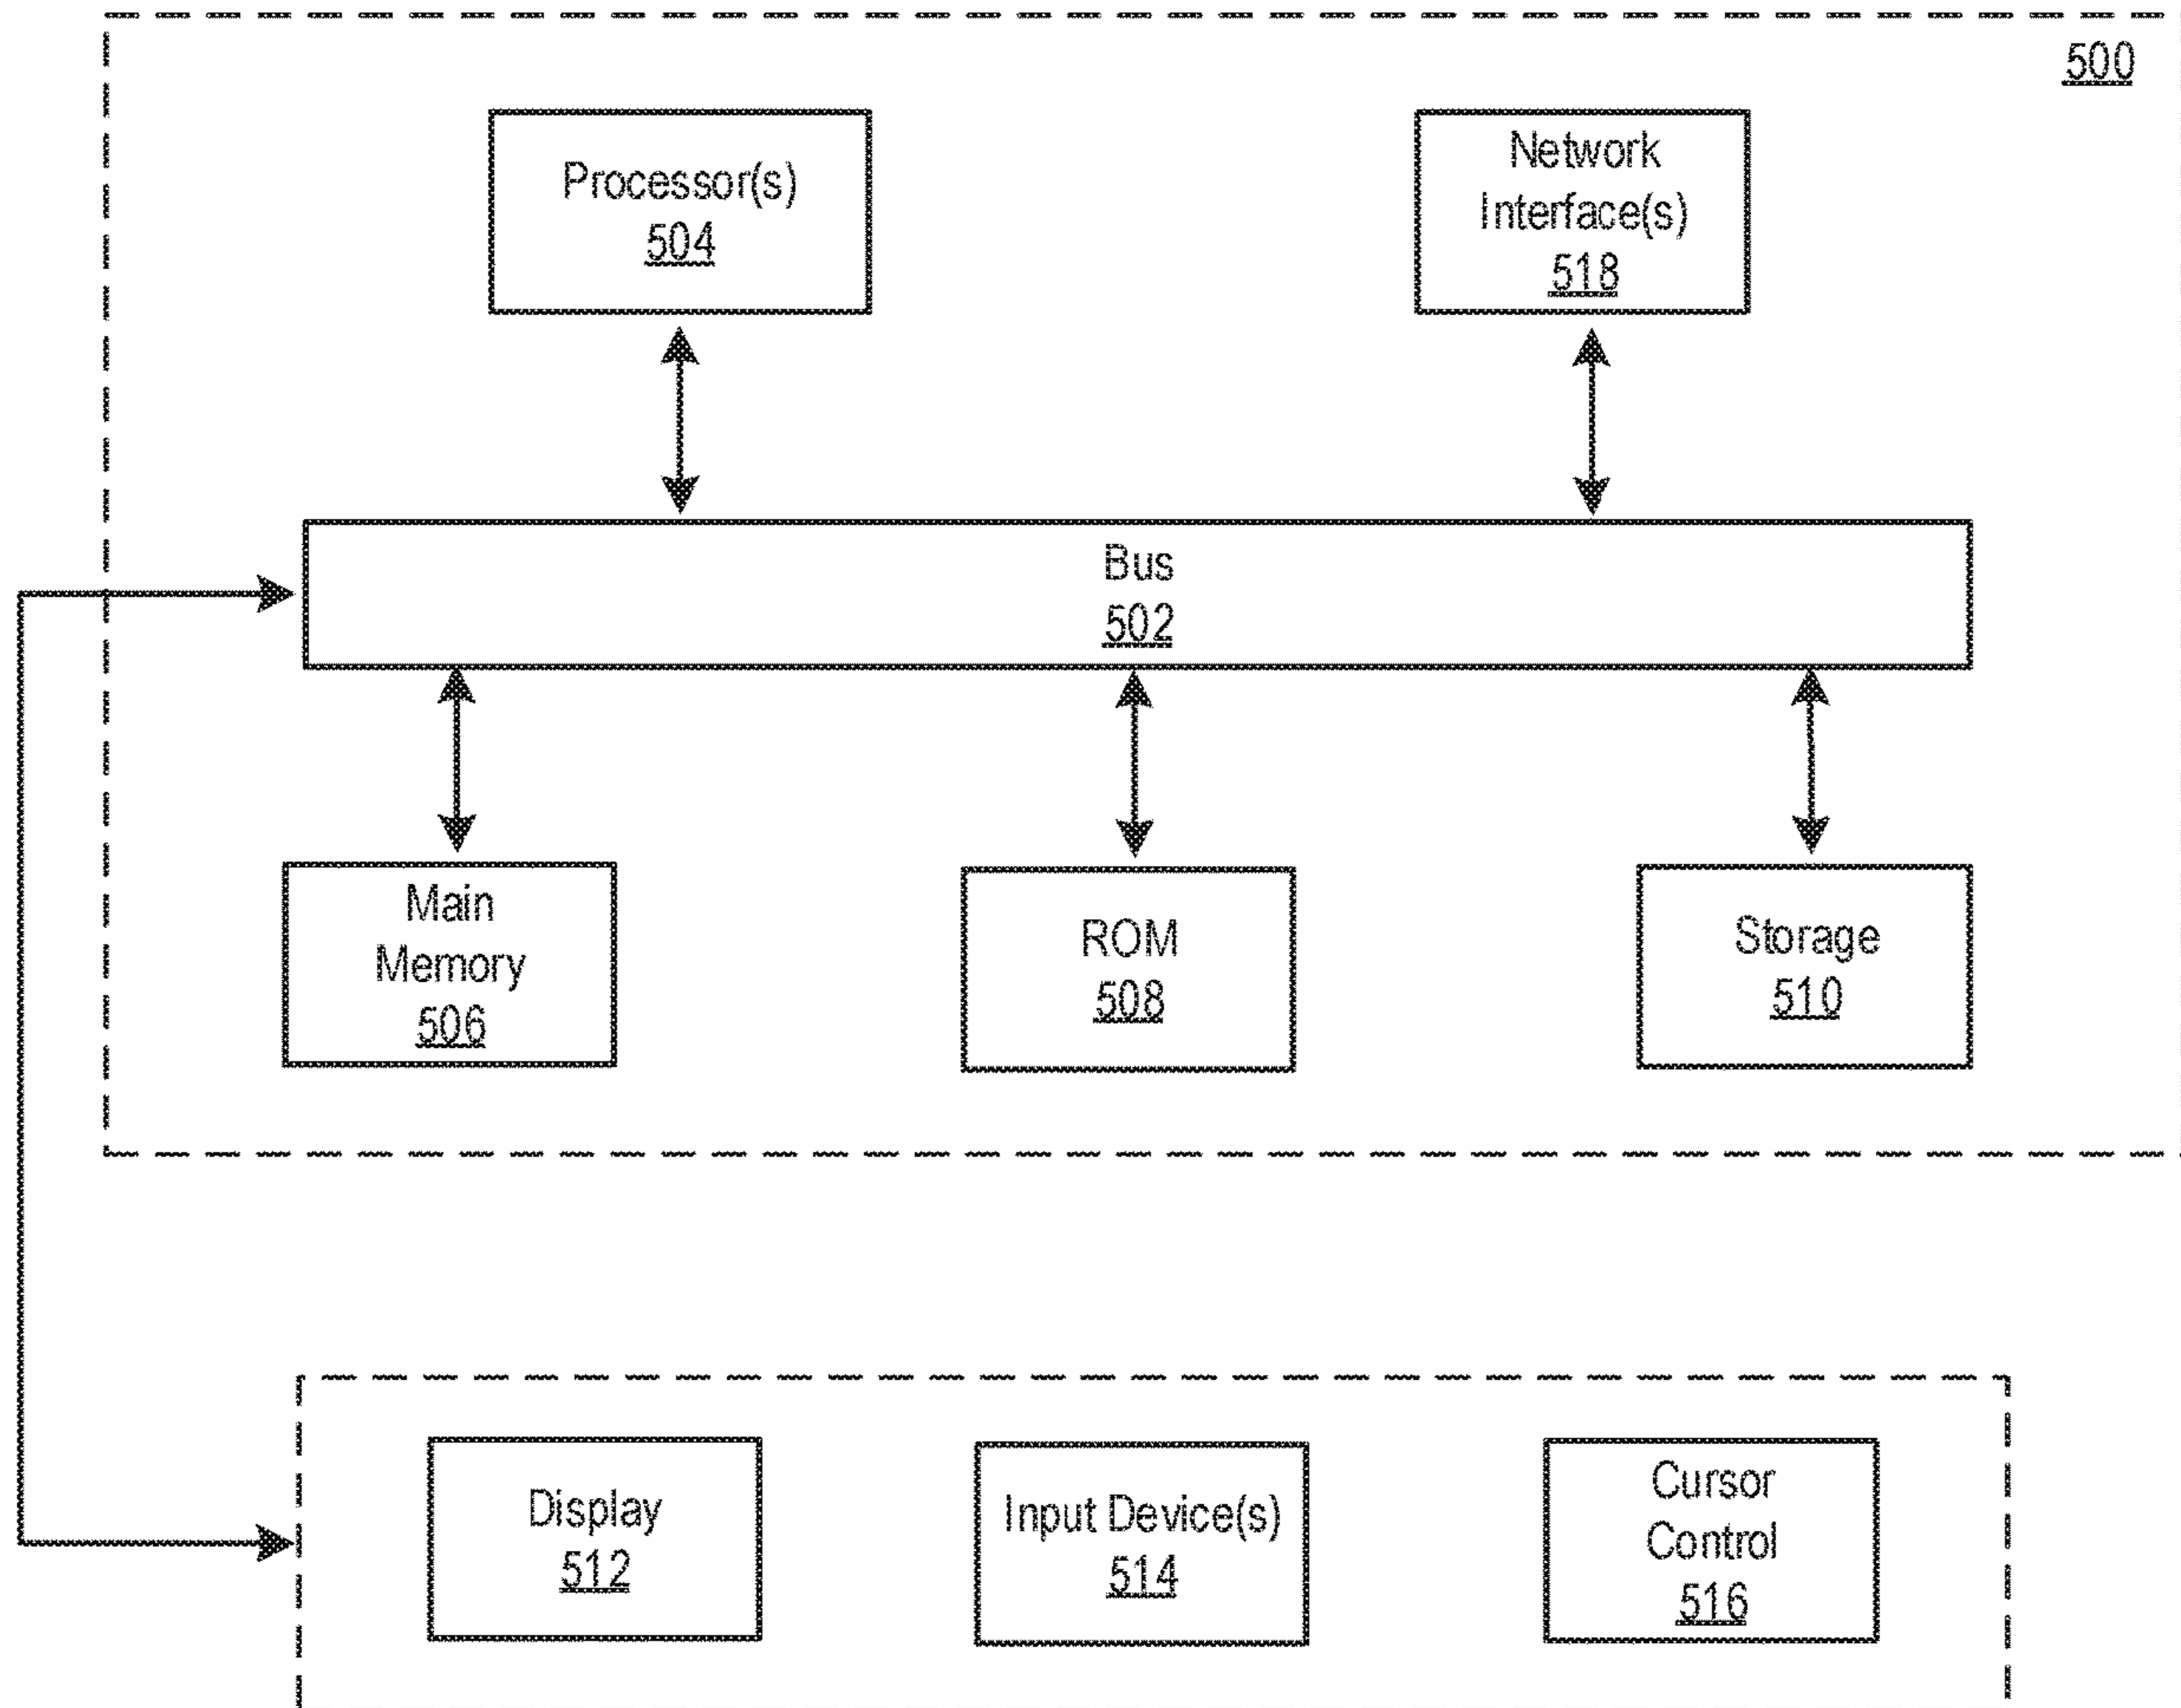 500
Processor(s)
504
Network
Interface(s)
518
Bus
502
Main
Memory
506
ROM
508
Storage
510
Display
512
Input Device(s)
514
Cursor
Control
516